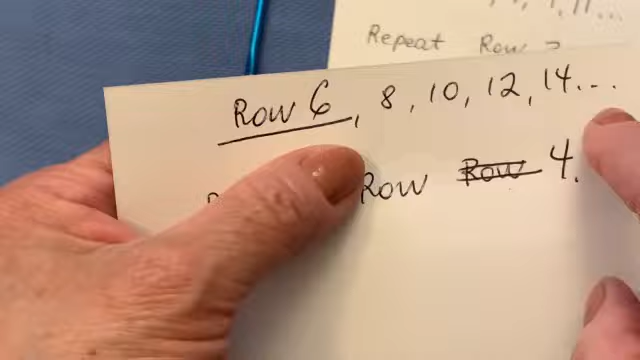 Repeat Row
Row 6, 8, 10, 12, 14...
Row Row 4.